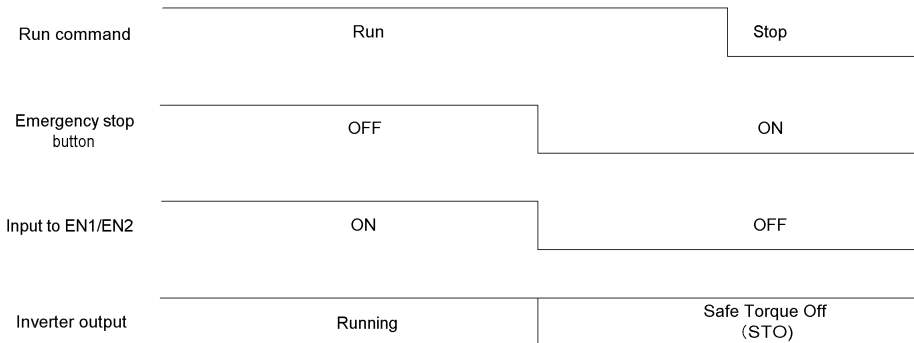 Run command Run Stop
Emergency stop
button
OFF ON
Input to EN1/EN2 ON OFF
Inverter output Running Safe Torque Off
(STO)